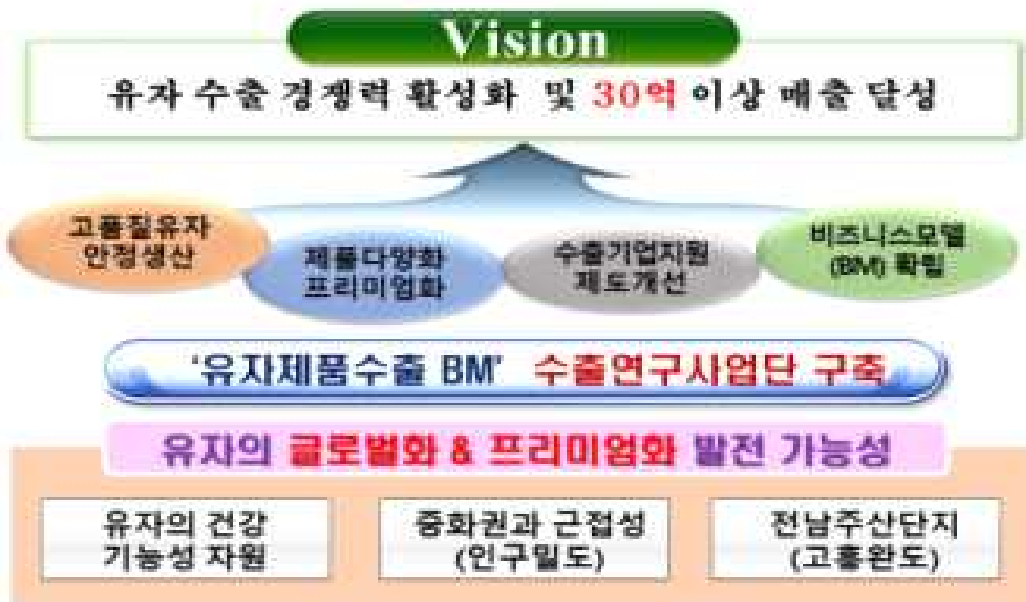 Vision
유자 수출 경쟁력 활성화 및 30억 이상 매출 달성
고품질유자
안정생산
제품다양화
프리미엄화
수출기업지원
제도개선
비즈니스모델
(BM) 확립
'유자제품수출 BM' 수출연구사업단 구축
유자의 글로벌화 & 프리미엄화 발전 가능성
유자의 건강
기능성 자원
중화권과 근접성
(인구밀도)
전남주산단지
(고흥완도)